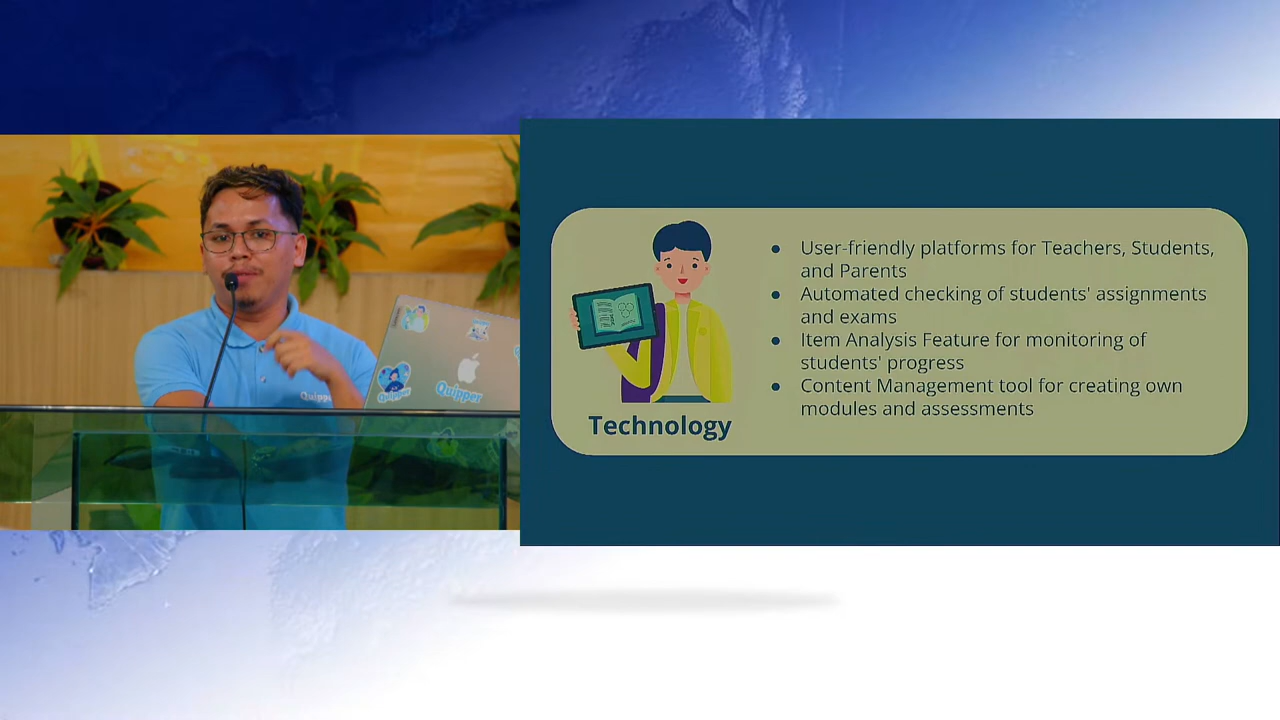 Quipper
Quipper
Quipper
User-friendly platforms for Teachers, Students,
and Parents
Automated checking of students' assignments
and exams
Item Analysis Feature for monitoring of
students' progress
Content Management tool for creating own
modules and assessments
Technology